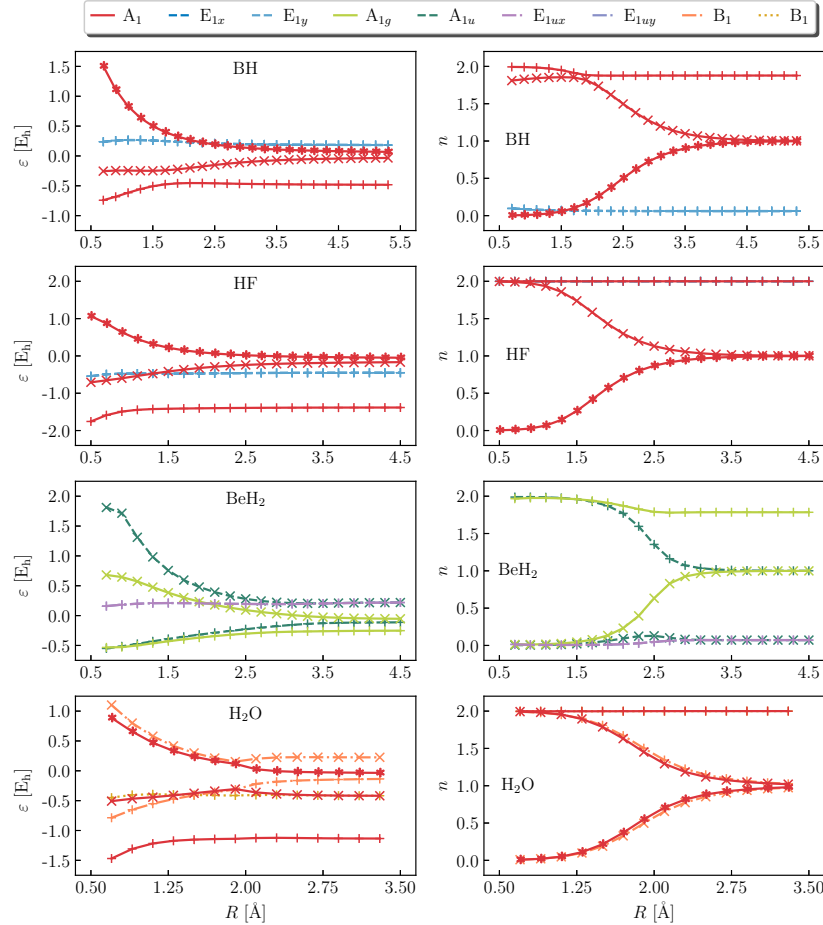 A1 E1x E1y A1g A1u E1ux E1uy B1 B1
1.5 1.0 0.5 0.0 -0.5 -1.0
ε [Eh]
BH
0.7 1.5 2.5 3.5 4.5 5.5
2.0 1.5 1.0 0.5 0.0
n
BH
0.5 1.5 2.5 3.5 4.5 5.5
2.0 1.0 0.0 -1.0 -2.0
ε [Eh]
HF
0.5 1.5 2.5 3.5 4.5
2.0 1.5 1.0 0.5 0.0
n
HF
0.5 1.5 2.5 3.5 4.5
2.0 1.5 1.0 0.5 0.0 -0.5
ε [Eh]
BeH2
0.5 1.5 2.5 3.5 4.5
2.0 1.5 1.0 0.5 0.0
n
BeH2
0.5 1.5 2.5 3.5 4.5
1.0 0.5 0.0 -0.5 -1.0 -1.5
ε [Eh]
H2O
0.50 1.25 2.00 2.75 3.50
R [Å]
2.0 1.5 1.0 0.5 0.0
n
H2O
0.50 1.25 2.00 2.75 3.50
R [Å]